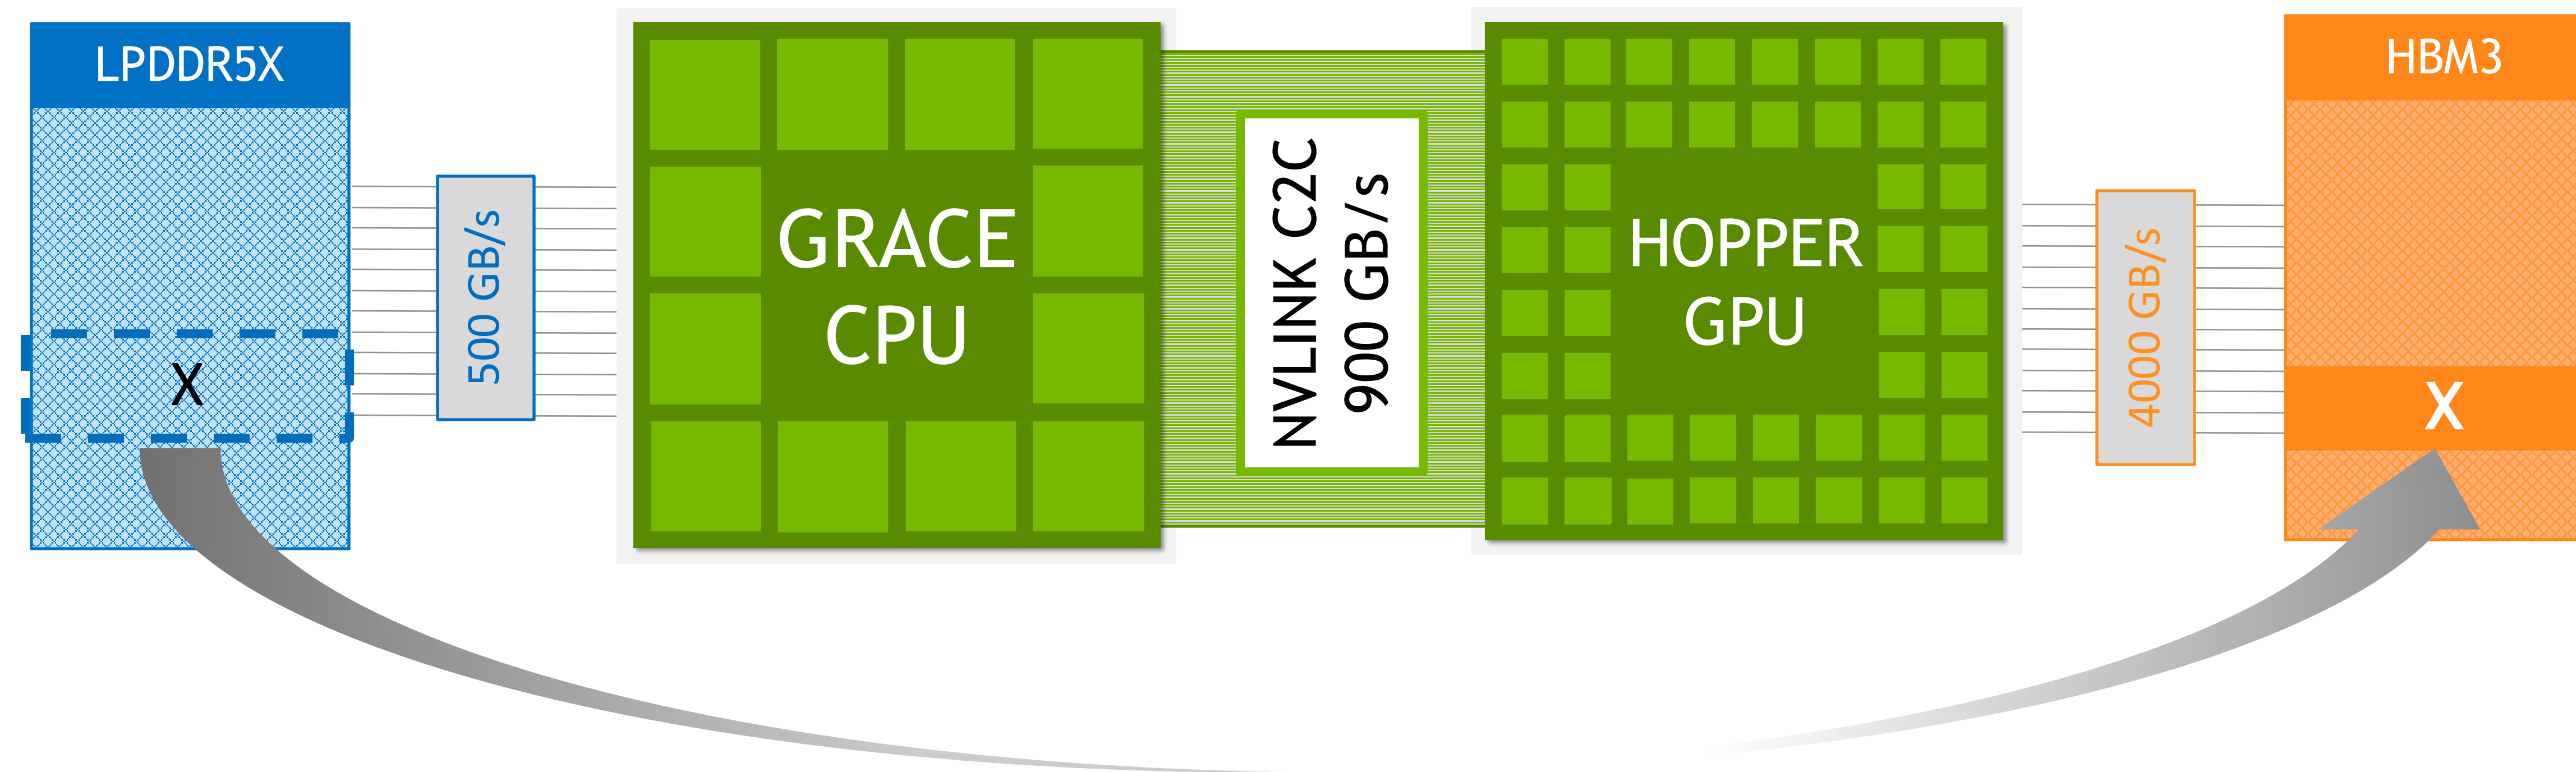 LPDDR5X
X
500 GB/s
GRACE
CPU
NVLINK C2C
900 GB/s
HOPPER
GPU
4000 GB/s
HBM3
X